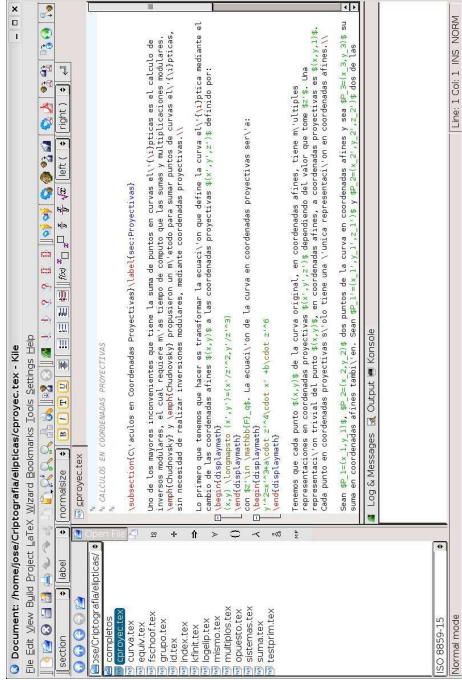 Document: /home/jose/Criptografia/elipticas/cproyec.tex - Kile
File Edit View Build Project LaTeX Wizard Bookmarks Tools Settings Help
section
label
normalsize
B I T U
left (
right )
Open File
ose/Criptografia/elipticas/
completos
cproyec.tex
curva.tex
equiv.tex
fschoof.tex
grupo.tex
id.tex
index.tex
kfinit.tex
logelip.tex
mismo.tex
multiplos.tex
opuesto.tex
sistemas.tex
suma.tex
testprim.tex
ISO 8859-15
cproyec.tex
%
% CALCULOS EN COORDENADAS PROYECTIVAS
%
\subsection{C\'aculos en Coordenadas Proyectivas}\label{sec:Proyectivas}
Uno de los mayores inconvenientes que tiene la suma de puntos en curvas el\'{\i}pticas es el calculo de
inversos modulares, el cual requiere m\'as tiempo de computo que las sumas y multiplicaciones modulares.
\emph{Chudnovsky} y \emph{Chudnovsky} propusieron un m\'etodo para sumar puntos de curvas el\'{\i}pticas,
sin necesidad de realizar inversiones modulares, mediante coordenadas proyectivas.\\
Lo primero que tenemos que hacer es transformar la ecuaci\'on que define la curva el\'{\i}ptica mediante el
cambio de las coordenadas afines $(x,y)$ a las coordenadas proyectivas $(x',y',z')$ definido por:
\begin{displaymath}
(x,y) \longmapsto (x',y')=(x'/z'^2,y'/z'^3)
\end{displaymath}
con $z'\in \mathbb{F}_q$. La ecuaci\'on de la curva en coordenadas proyectivas ser\'a:
\begin{displaymath}
y'^2=x'^3+a\cdot z'^4\cdot x' +b\cdot z'^6
\end{displaymath}
Tenemos que cada punto $(x,y)$ de la curva original, en coordenadas afines, tiene m\'ultiples
representaciones en coordenadas proyectivas $(x',y',z')$ dependiendo del valor que tome $z'$. Una
representaci\'on trivial del punto $(x,y)$, en coordenadas afines, a coordenadas proyectivas es $(x,y,1)$.
Cada punto en coordenadas proyectivas s\'olo tiene una \'unica representaci\'on en coordenadas afines.\\
Sean $P_1=(x_1,y_1)$, $P_2=(x_2,y_2)$ dos puntos de la curva en coordenadas afines y sea $P_3=(x_3,y_3)$ su
suma en coordenadas afines tambi\'en. Sean $P_1=(x_1',y_1',z_1')$ y $P_2=(x_2',y_2',z_2')$ dos de las
Log & Messages
Output
Konsole
Normal mode
Line: 1 Col: 1 INS NORM